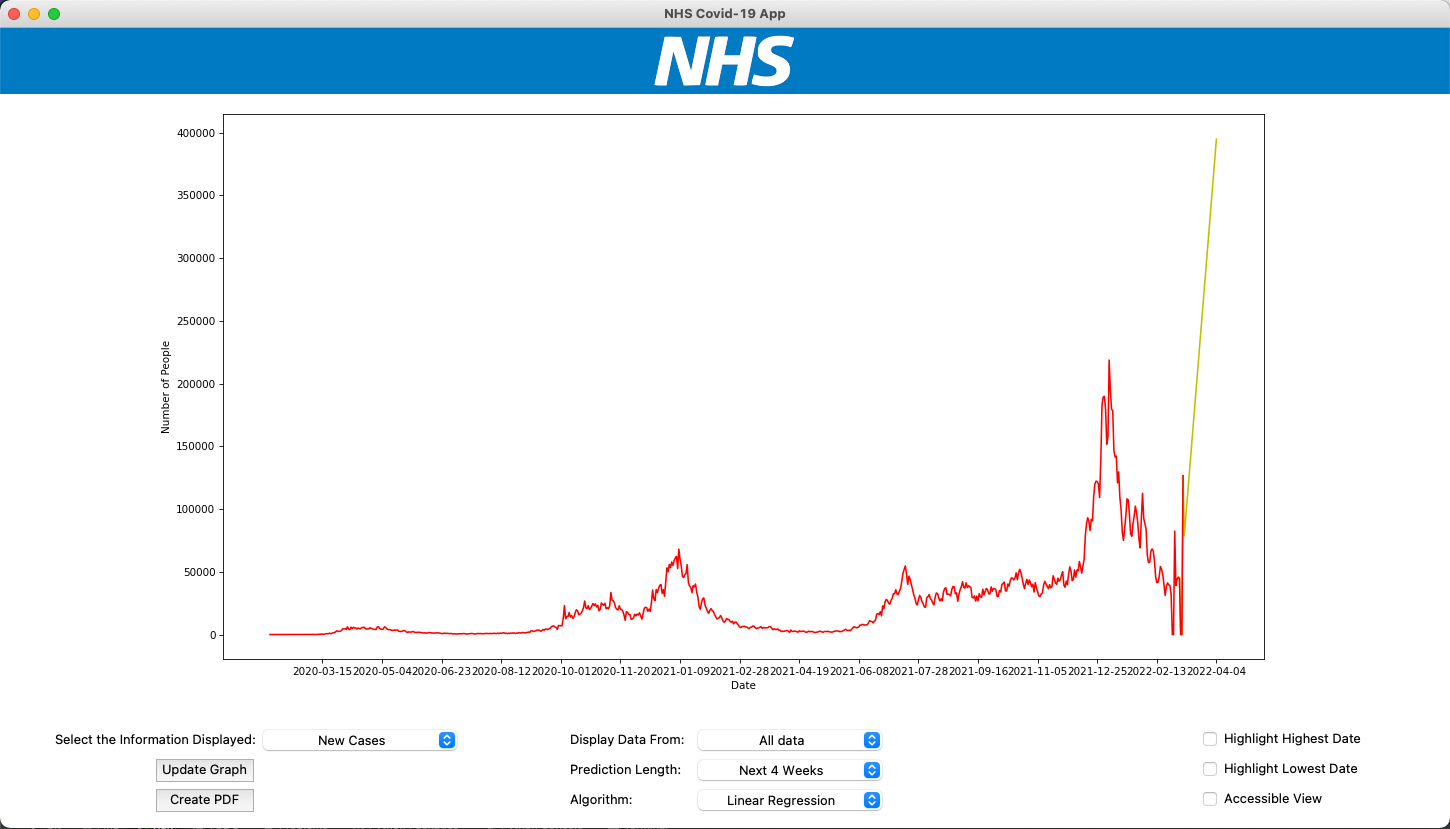 NHS Covid-19 App
NHS
400000
350000
300000
250000
200000
150000
100000
50000
0
Number of People
2020-03-15 2020-05-04 2020-06-23 2020-08-12 2020-10-01 2020-11-20 2021-01-09 2021-02-28 2021-04-19 2021-06-08 2021-07-28 2021-09-16 2021-11-05 2021-12-25 2022-02-13 2022-04-04
Date
Select the Information Displayed: New Cases
Update Graph
Create PDF
Display Data From: All data
Prediction Length: Next 4 Weeks
Algorithm: Linear Regression
Highlight Highest Date
Highlight Lowest Date
Accessible View